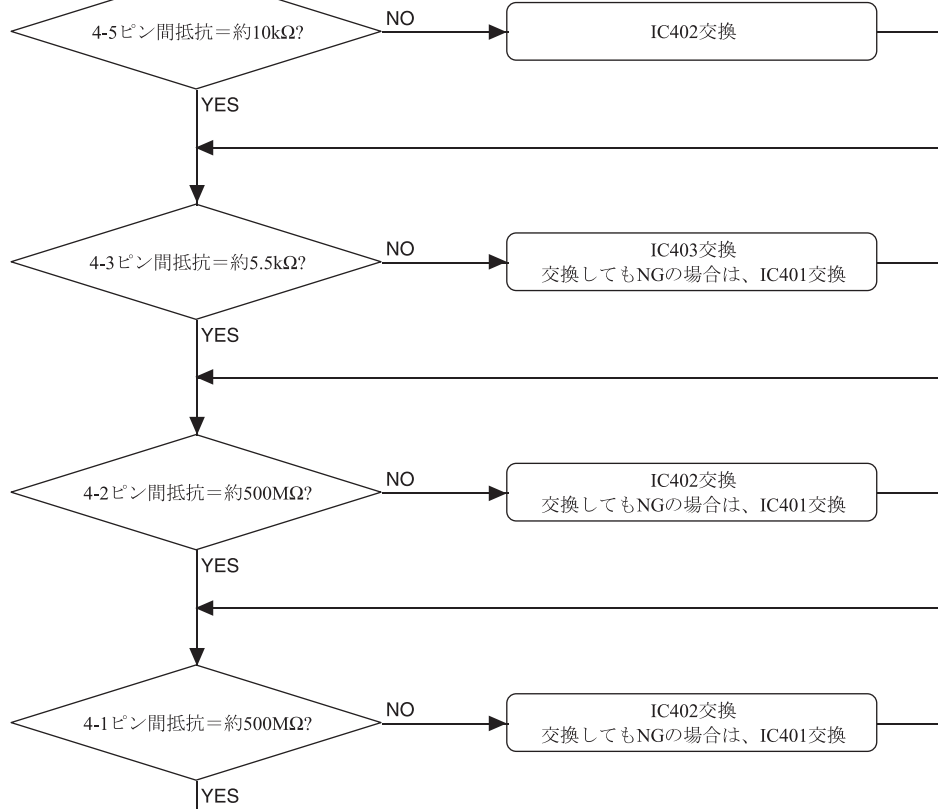 4-5ピン間抵抗＝約10kΩ?
NO
IC402交換
YES
4-3ピン間抵抗＝約5.5kΩ?
NO
IC403交換
交換してもNGの場合は、IC401交換
YES
4-2ピン間抵抗＝約500MΩ?
NO
IC402交換
交換してもNGの場合は、IC401交換
YES
4-1ピン間抵抗＝約500MΩ?
NO
IC402交換
交換してもNGの場合は、IC401交換
YES